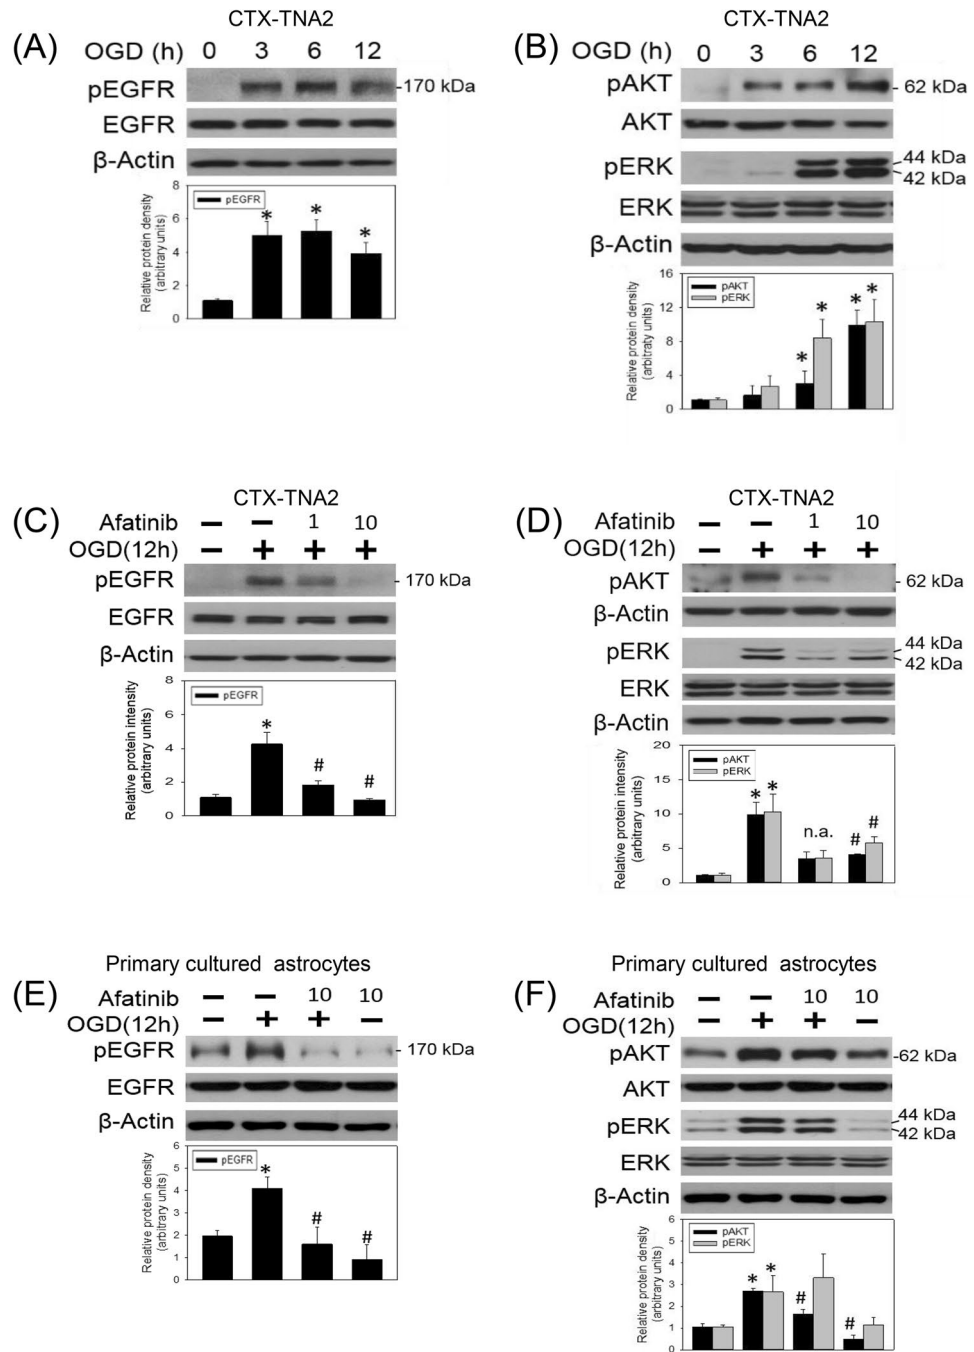 CTX-TNA2
(A)
OGD (h) 0 3 6 12
pEGFR -170 kDa
EGFR
β-Actin
Relative protein density
(arbitrary units)
8
6
4
2
0
pEGFR
* * *
CTX-TNA2
(B)
OGD (h) 0 3 6 12
pAKT - 62 kDa
AKT
pERK 44 kDa
42 kDa
ERK
β-Actin
Relative protein density
(arbitraty units)
16
12
8
4
0
pAKT
pERK
* * * *
CTX-TNA2
(C)
Afatinib − − 1 10
OGD(12h) − + + +
pEGFR - 170 kDa
EGFR
β-Actin
Relative protein intensity
(arbitrary units)
8
6
4
2
0
pEGFR
* # #
CTX-TNA2
(D)
Afatinib − − 1 10
OGD(12h) − + + +
pAKT - 62 kDa
β-Actin
pERK 44 kDa
42 kDa
ERK
β-Actin
Relative protein intensity
(arbitrary units)
20
15
10
5
0
pAKT
pERK
* * n.a. # #
Primary cultured astrocytes
(E)
Afatinib − − 10 10
OGD(12h) − + + −
pEGFR - 170 kDa
EGFR
β-Actin
Relative protein density
(arbitrary units)
6
5
4
3
2
1
0
pEGFR
* # #
Primary cultured astrocytes
(F)
Afatinib − − 10 10
OGD(12h) − + + −
pAKT -62 kDa
AKT
pERK 44 kDa
42 kDa
ERK
β-Actin
Relative protein density
(arbitrary units)
6
5
4
3
2
1
0
pAKT
pERK
* * # #